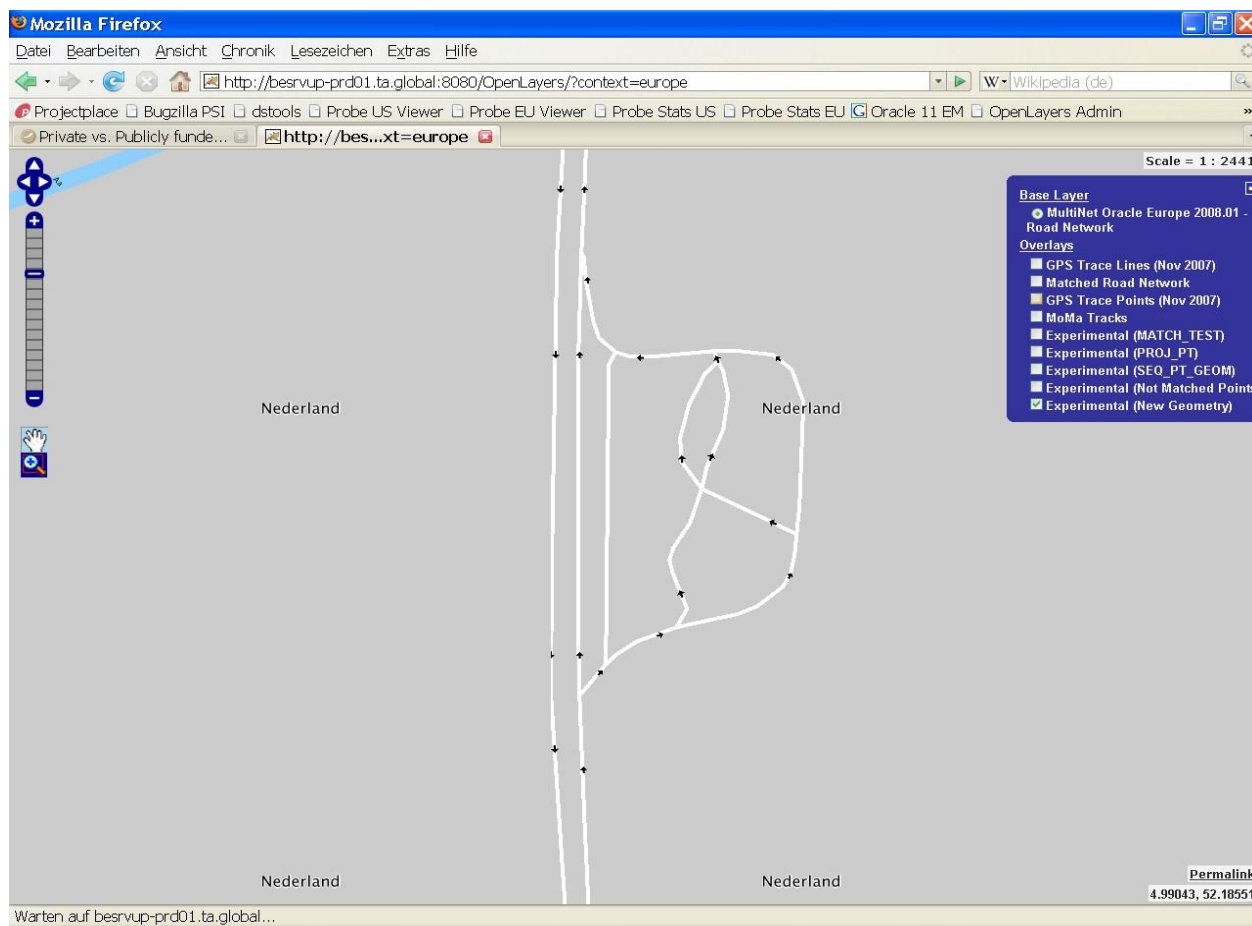 Mozilla Firefox
Datei Bearbeiten Ansicht Chronik Lesezeichen Extras Hilfe
http://besrvup-prd01.ta.global:8080/OpenLayers/?context=europe
W Wikipedia (de)
Projectplace Bugzilla PSI dstools Probe US Viewer Probe EU Viewer Probe Stats US Probe Stats EU G Oracle 11 EM OpenLayers Admin »
Private vs. Publicly funde... http://bes...xt=europe
Scale = 1 : 2441
Base Layer
MultiNet Oracle Europe 2008.01 -
Road Network
Overlays
GPS Trace Lines (Nov 2007)
Matched Road Network
GPS Trace Points (Nov 2007)
MoMa Tracks
Experimental (MATCH_TEST)
Experimental (PROJ_PT)
Experimental (SEQ_PT_GEOM)
Experimental (Not Matched Points
Experimental (New Geometry)
Nederland Nederland
Nederland Nederland
Permalink
4.99043, 52.18551
Warten auf besrvup-prd01.ta.global...